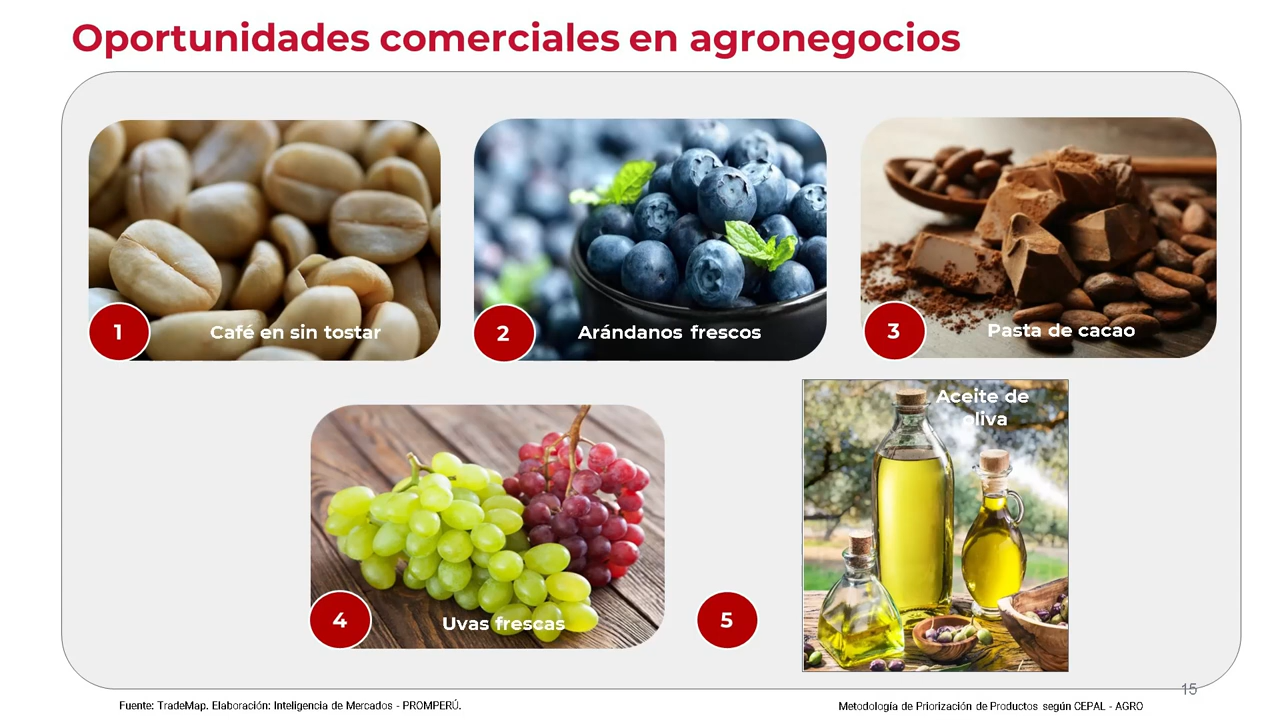 Oportunidades comerciales en agronegocios
1
Café en sin tostar
2
Arándanos frescos
3
Pasta de cacao
4
Uvas frescas
5
Aceite de
oliva
15
Fuente: TradeMap. Elaboración: Inteligencia de Mercados - PROMPERÚ.
Metodología de Priorización de Productos según CEPAL - AGRO